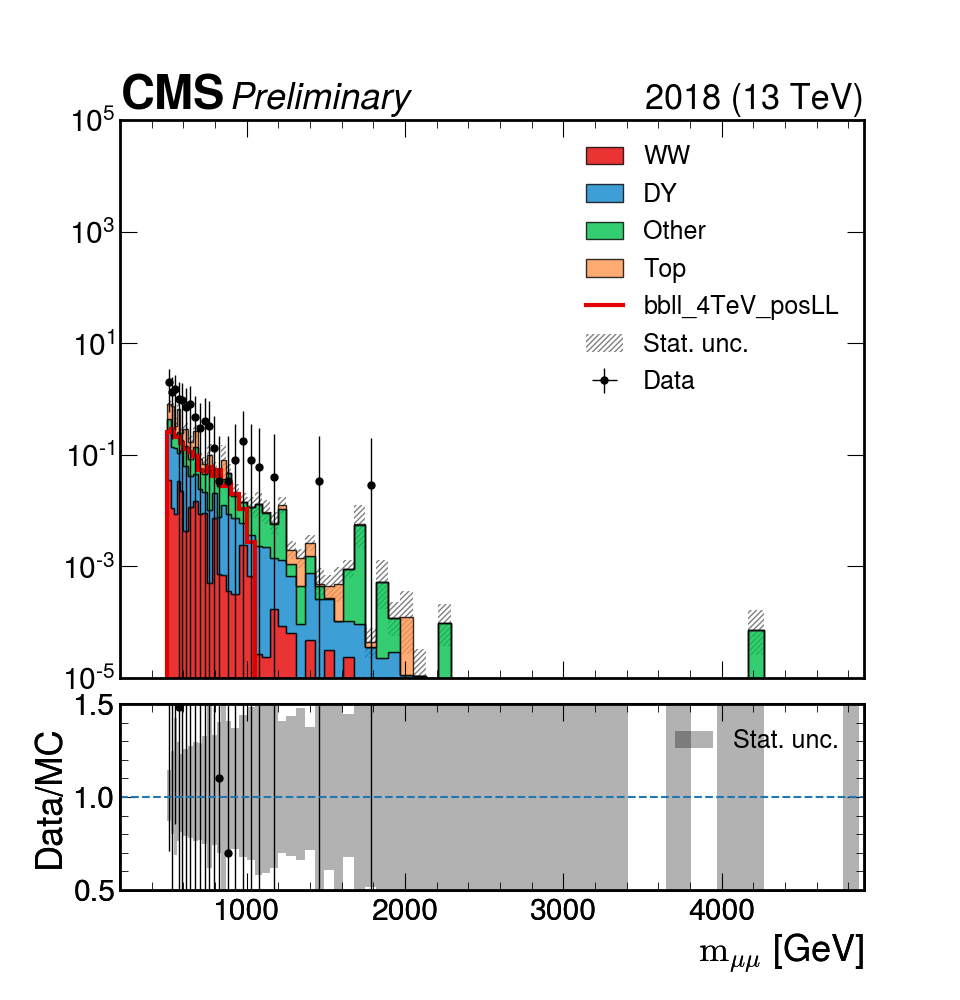 CMS Preliminary 2018 (13 TeV)
10^5
10^3
10^1
10^-1
10^-3
10^-5
WW
DY
Other
Top
bbll_4TeV_posLL
Stat. unc.
Data
Data/MC
1.5
1.0
0.5
Stat. unc.
1000 2000 3000 4000
m_μμ [GeV]